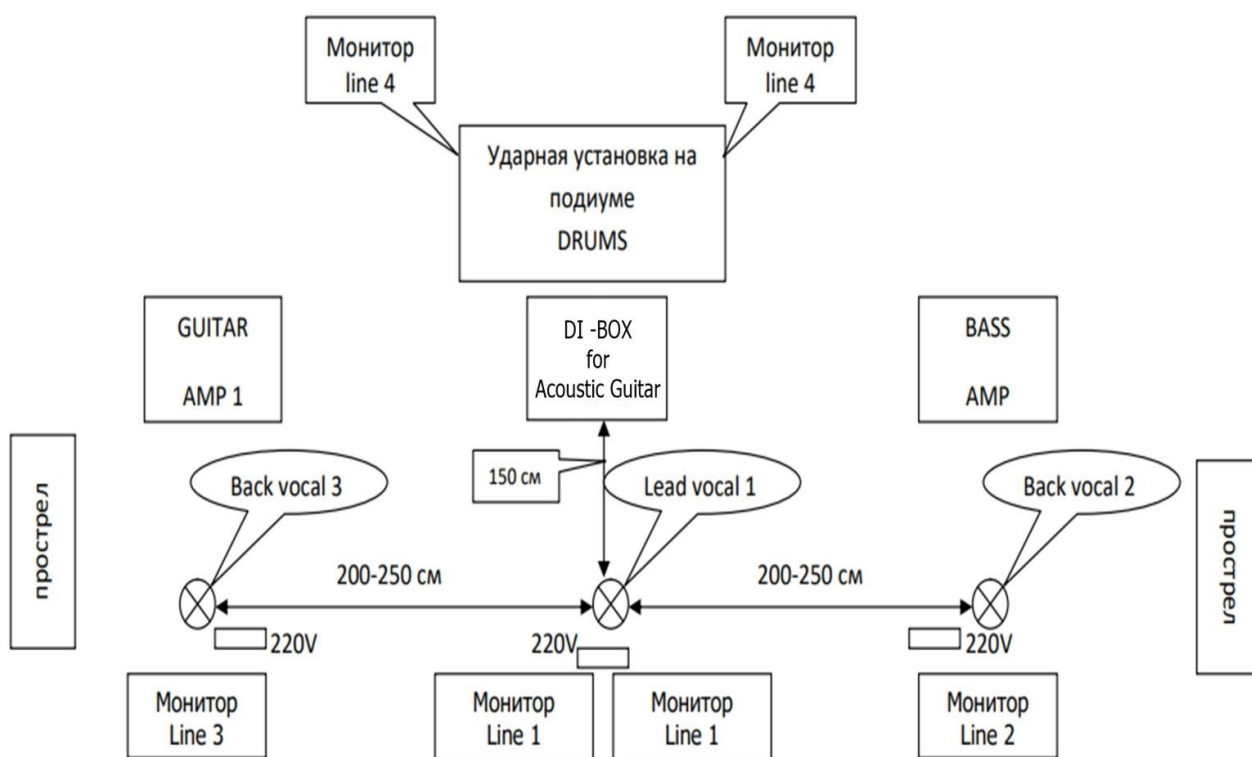 Монитор
line 4
Монитор
line 4
Ударная установка на
подиуме
DRUMS
GUITAR
AMP 1
DI -BOX
for
Acoustic Guitar
BASS
AMP
прострел
Back vocal 3
150 см
Lead vocal 1
Back vocal 2
прострел
200-250 см
200-250 см
220V
220V
220V
Монитор
Line 3
Монитор
Line 1
Монитор
Line 1
Монитор
Line 2